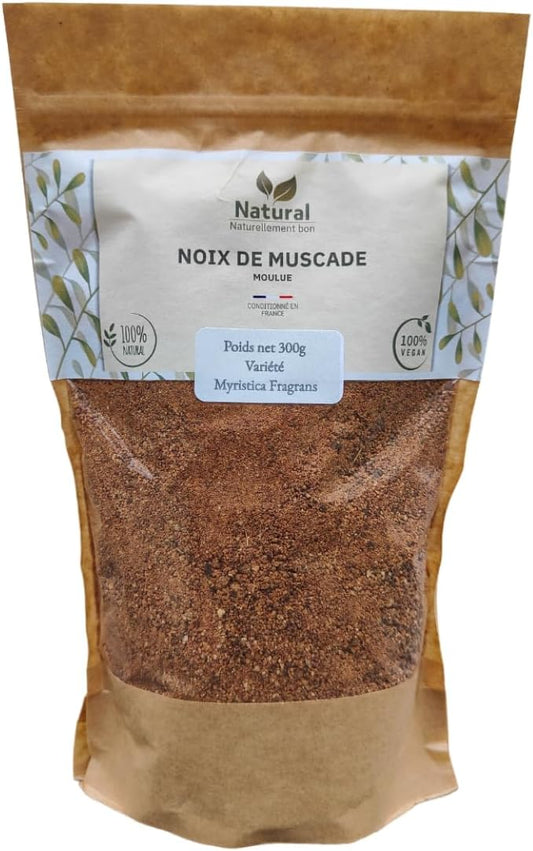 Natural
Naturellement bon
NOIX DE MUSCADE
MOULUE
CONDITIONNÉ EN
FRANCE
100%
NATURAL
100%
VEGAN
Poids net 300g
Variété
Myristica Fragrans